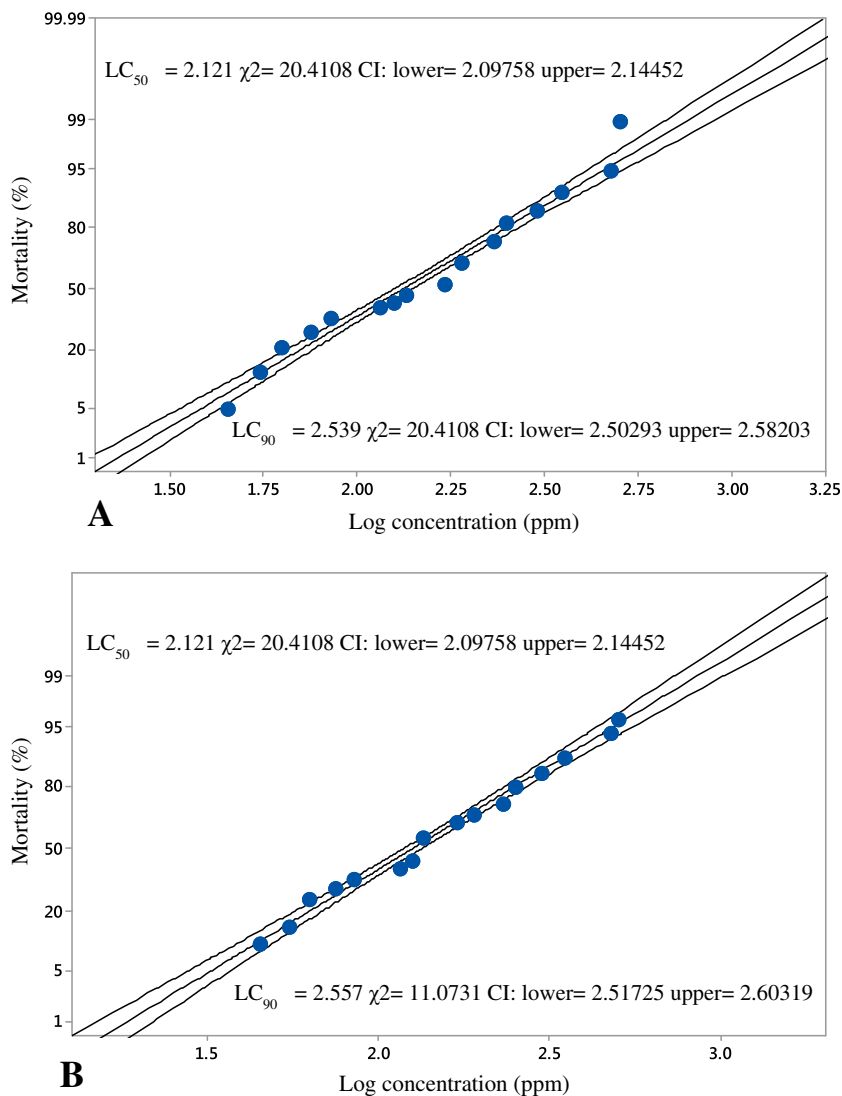 99.99
LC50 = 2.121 χ2= 20.4108 CI: lower= 2.09758 upper= 2.14452
99
95
80
Mortality (%)
50
20
5
LC90 = 2.539 χ2= 20.4108 CI: lower= 2.50293 upper= 2.58203
1
1.50 1.75 2.00 2.25 2.50 2.75 3.00 3.25
A
Log concentration (ppm)
LC50 = 2.121 χ2= 20.4108 CI: lower= 2.09758 upper= 2.14452
99
95
80
Mortality (%)
50
20
5
LC90 = 2.557 χ2= 11.0731 CI: lower= 2.51725 upper= 2.60319
1
1.5 2.0 2.5 3.0
B
Log concentration (ppm)